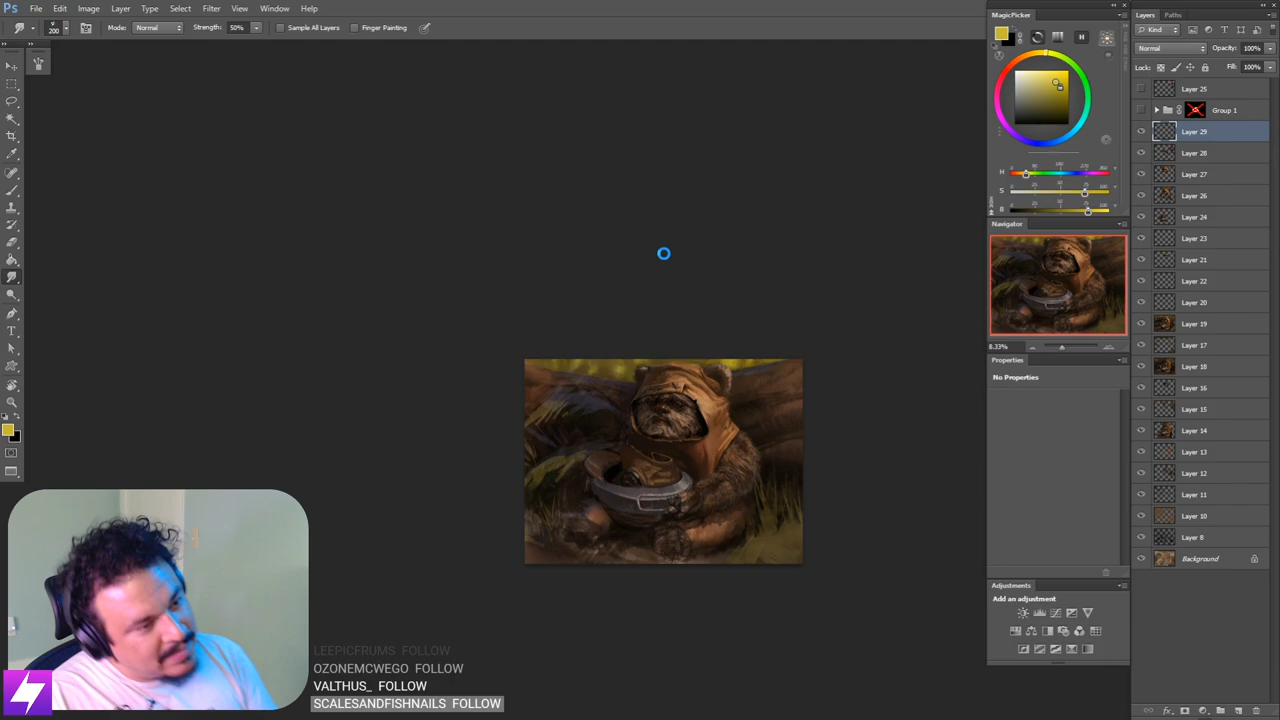 Ps File Edit Image Layer Type Select Filter View Window Help
200 Mode: Normal Strength: 50% Sample All Layers Finger Painting
MagicPicker
H
H
S
B
Navigator
8.33%
Properties
No Properties
Adjustments
Add an adjustment
Layers Paths
Kind
Normal Opacity: 100%
Lock: Fill: 100%
Layer 25
Group 1
Layer 29
Layer 28
Layer 27
Layer 26
Layer 24
Layer 23
Layer 21
Layer 22
Layer 20
Layer 19
Layer 17
Layer 18
Layer 16
Layer 15
Layer 14
Layer 13
Layer 12
Layer 11
Layer 10
Layer 8
Background
fx
LEEPICFRUMS FOLLOW
OZONEMCWEGO FOLLOW
VALTHUS_ FOLLOW
SCALESANDFISHNAILS FOLLOW